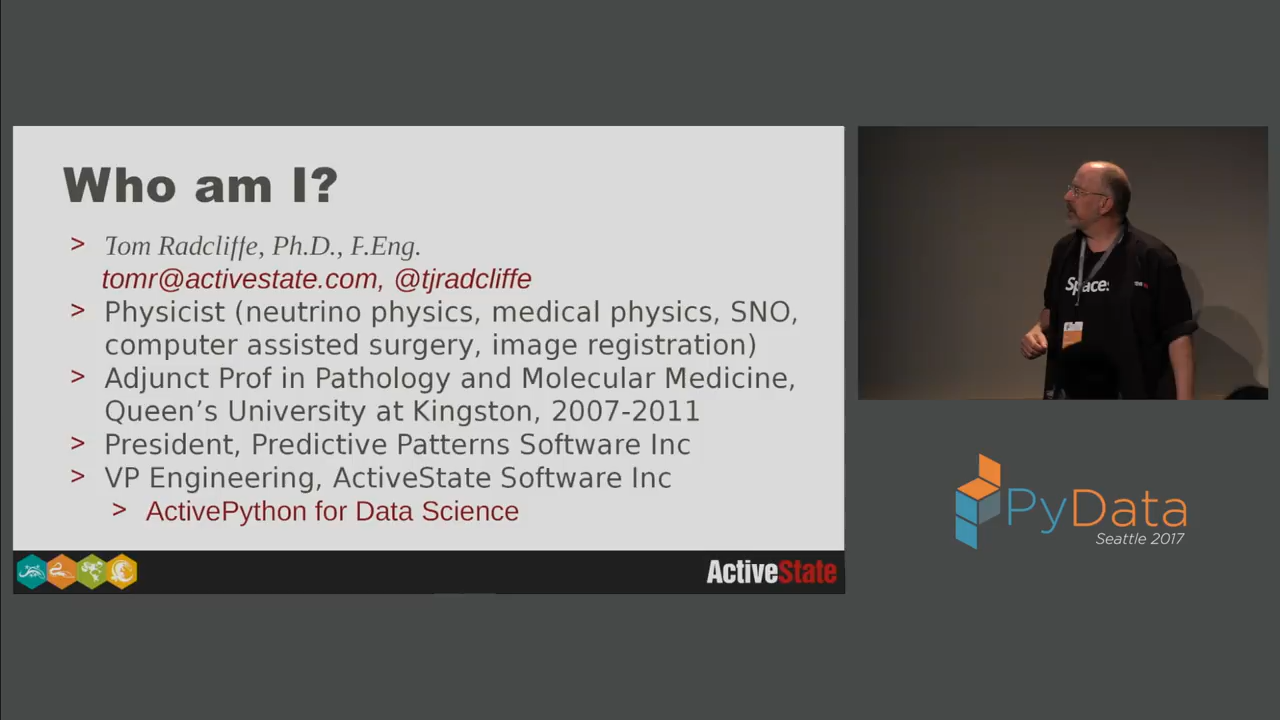 Who am I?
> Tom Radcliffe, Ph.D., P.Eng.
tomr@activestate.com, @tjradcliffe
> Physicist (neutrino physics, medical physics, SNO,
computer assisted surgery, image registration)
> Adjunct Prof in Pathology and Molecular Medicine,
Queen's University at Kingston, 2007-2011
> President, Predictive Patterns Software Inc
> VP Engineering, ActiveState Software Inc
> ActivePython for Data Science
ActiveState
Spaces
PyData
Seattle 2017